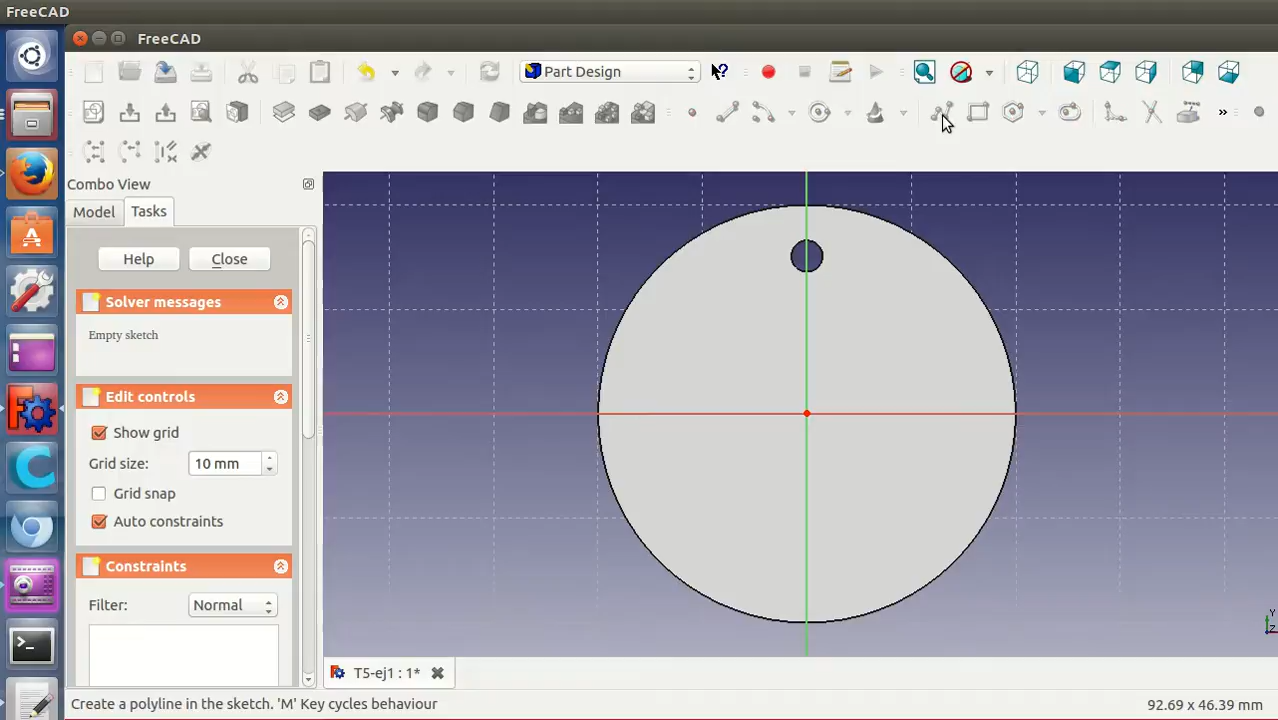 FreeCAD
FreeCAD
Part Design
»
Combo View
Model
Tasks
Help
Close
Solver messages
Empty sketch
Edit controls
Show grid
Grid size:
10 mm
Grid snap
Auto constraints
Constraints
Filter:
Normal
T5-ej1 : 1*
Y
Z
Create a polyline in the sketch. 'M' Key cycles behaviour
92.69 x 46.39 mm